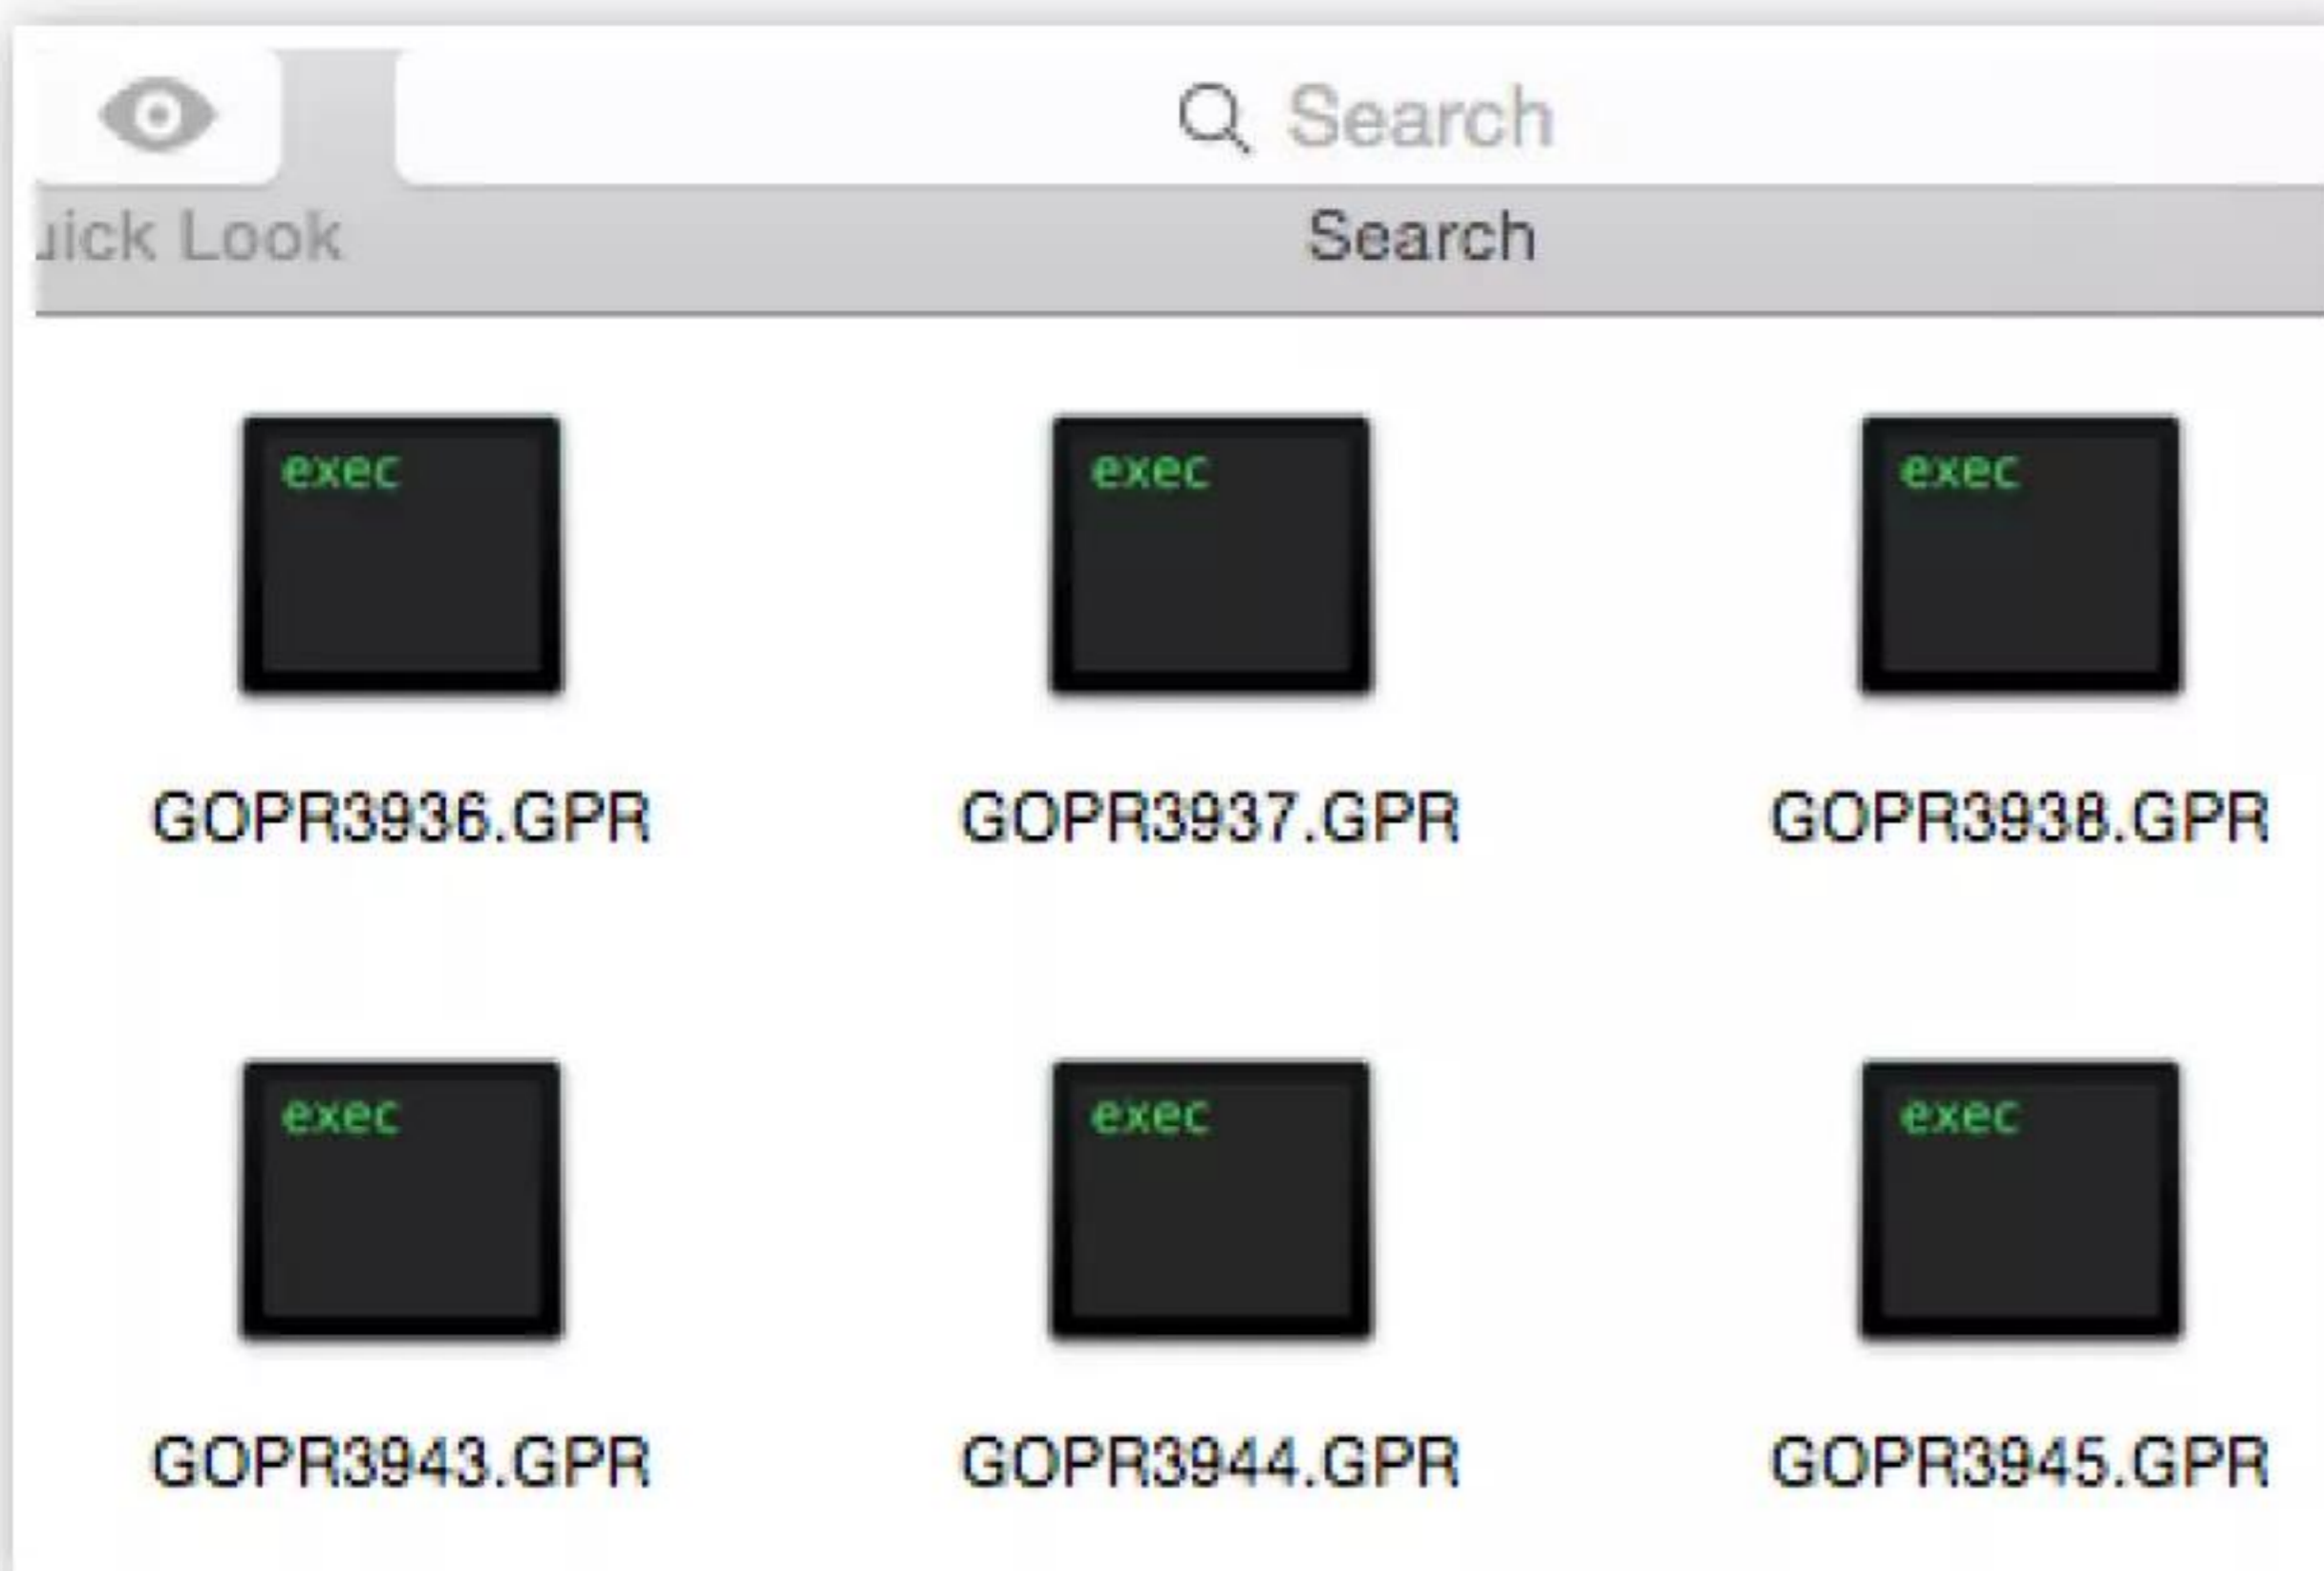 Search
uick Look Search
exec exec exec
GOPR3936.GPR GOPR3937.GPR GOPR3938.GPR
exec exec exec
GOPR3943.GPR GOPR3944.GPR GOPR3945.GPR